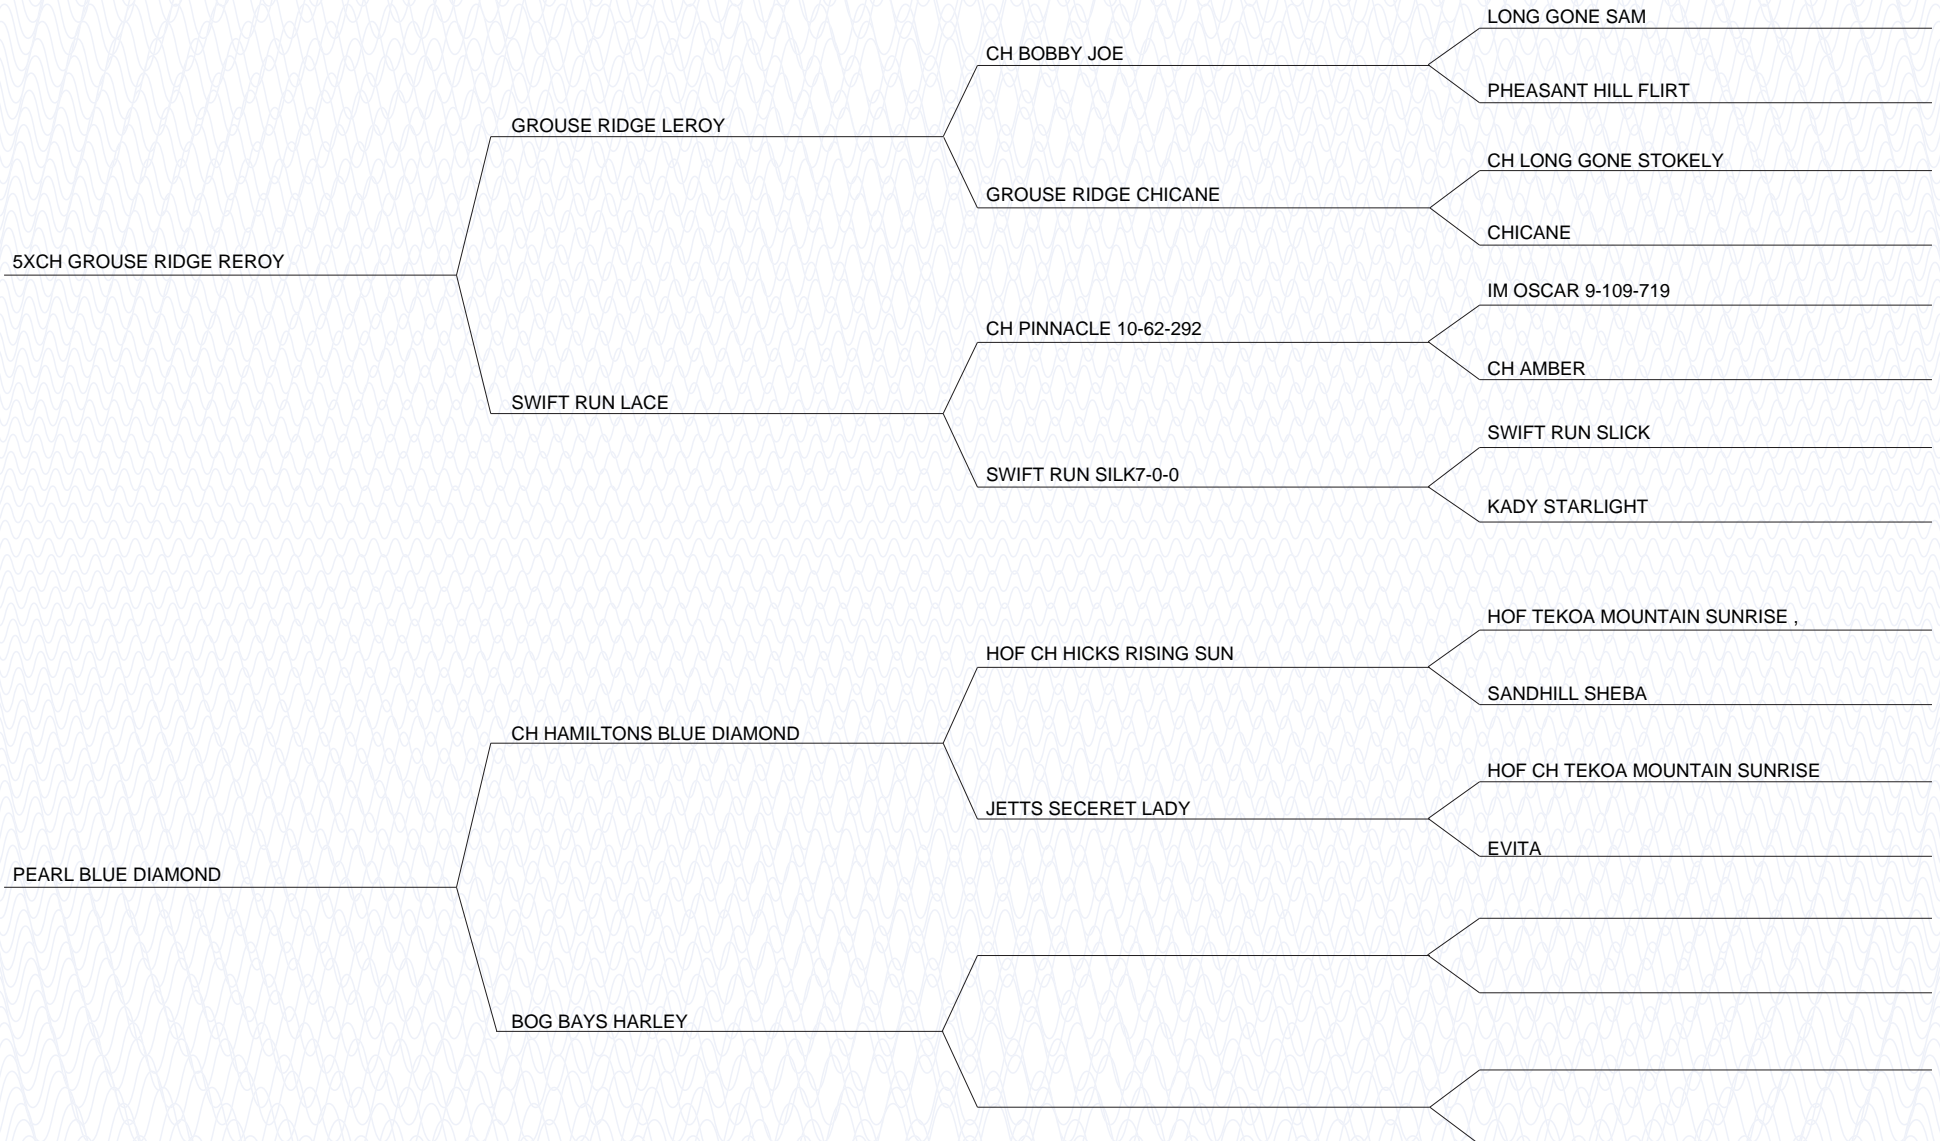 LONG GONE SAM
CH BOBBY JOE
PHEASANT HILL FLIRT
GROUSE RIDGE LEROY
CH LONG GONE STOKELY
GROUSE RIDGE CHICANE
CHICANE
5XCH GROUSE RIDGE REROY
IM OSCAR 9-109-719
CH PINNACLE 10-62-292
CH AMBER
SWIFT RUN LACE
SWIFT RUN SLICK
SWIFT RUN SILK7-0-0
KADY STARLIGHT
HOF TEKOA MOUNTAIN SUNRISE ,
HOF CH HICKS RISING SUN
SANDHILL SHEBA
CH HAMILTONS BLUE DIAMOND
HOF CH TEKOA MOUNTAIN SUNRISE
JETTS SECERET LADY
EVITA
PEARL BLUE DIAMOND
BOG BAYS HARLEY